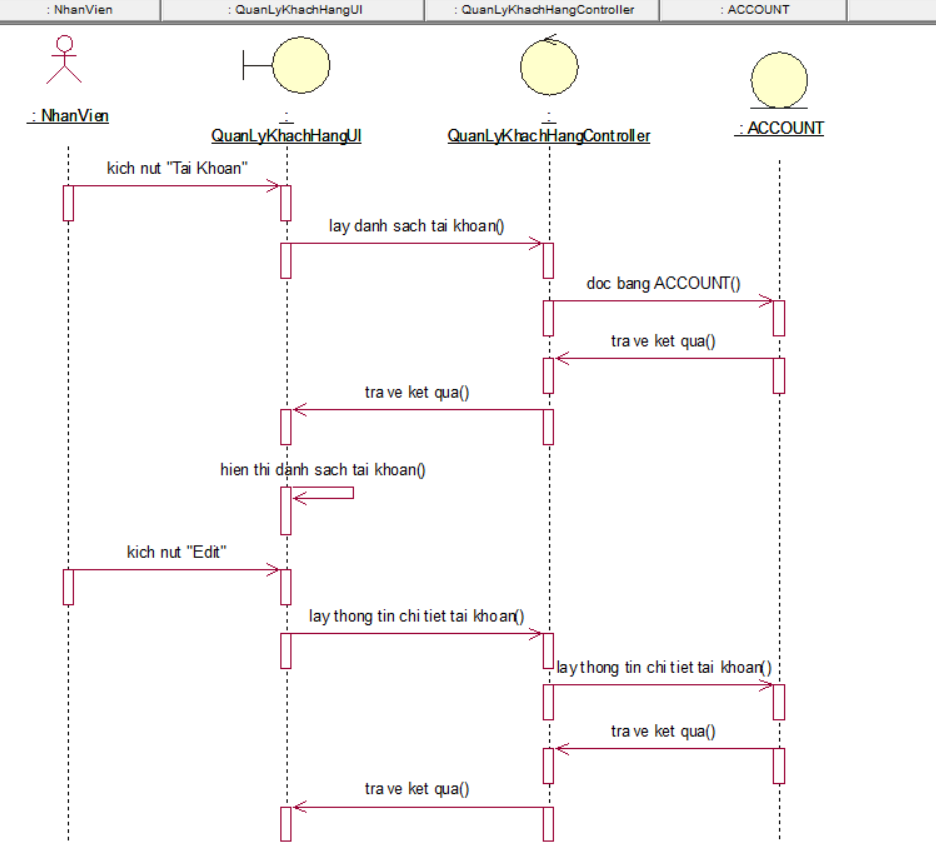 : NhanVien
: QuanLyKhachHangUI
: QuanLyKhachHangController
: ACCOUNT
: NhanVien
:
QuanLyKhachHangUI
:
QuanLyKhachHangController
: ACCOUNT
kich nut "Tai Khoan"
lay danh sach tai khoan()
doc bang ACCOUNT()
tra ve ket qua()
tra ve ket qua()
hien thi danh sach tai khoan()
kich nut "Edit"
lay thong tin chi tiet tai khoan()
lay thong tin chi tiet tai khoan()
tra ve ket qua()
tra ve ket qua()